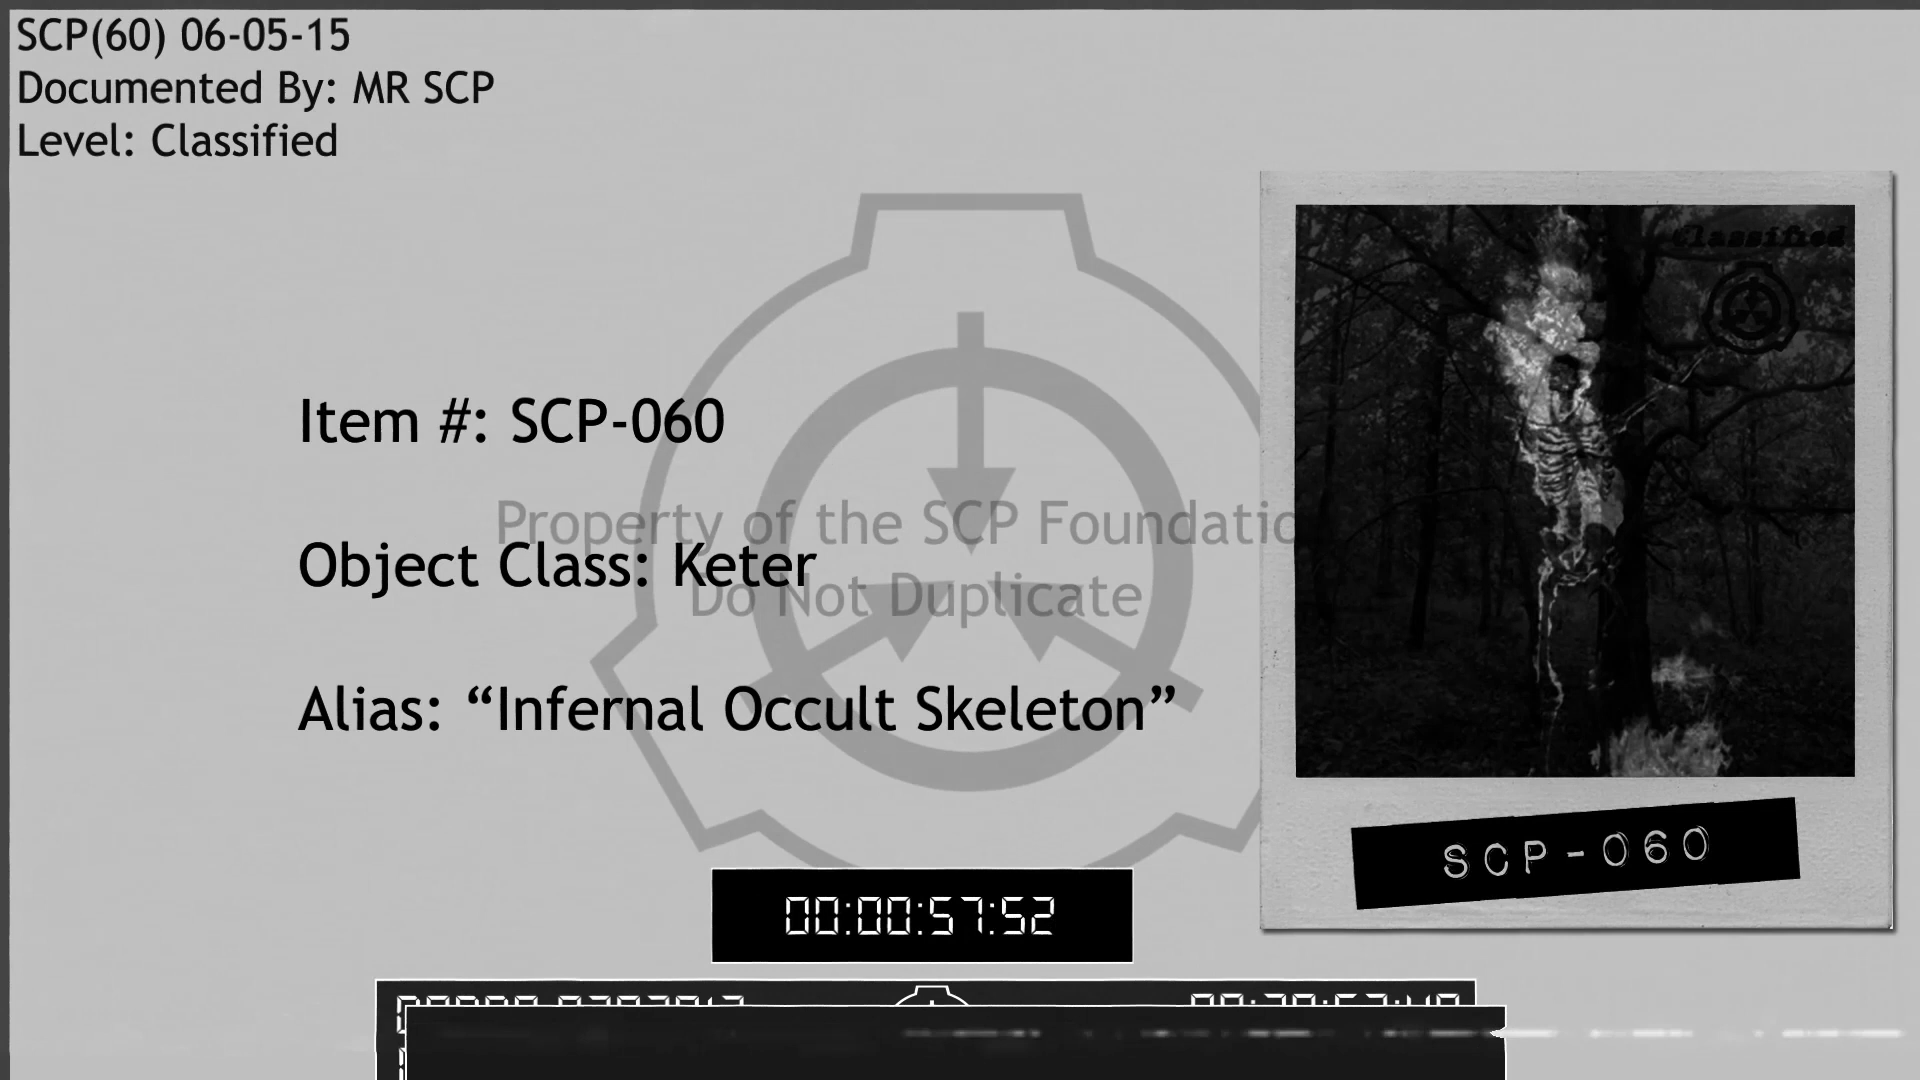 SCP(60) 06-05-15
Documented By: MR SCP
Level: Classified
Classified
Item #: SCP-060
Property of the SCP Foundatio
Object Class: Keter
Do Not Duplicate
Alias: “Infernal Occult Skeleton”
SCP-060
00:00:57:52